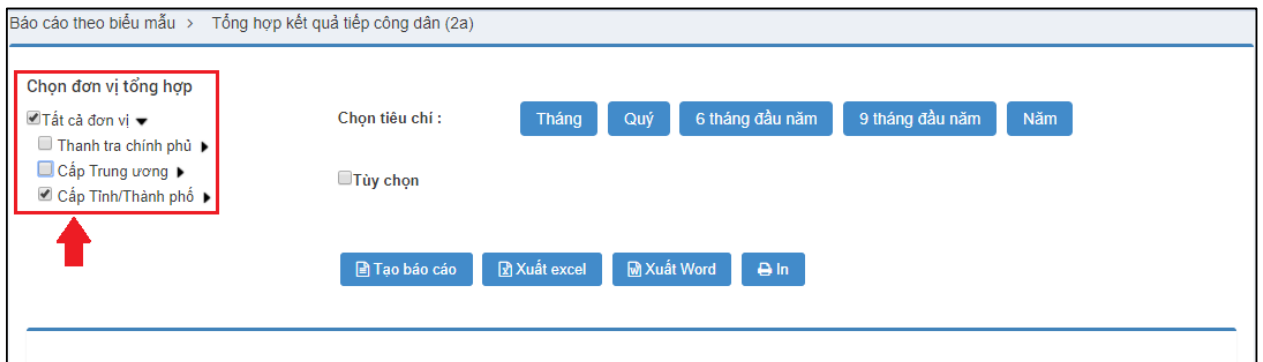 Báo cáo theo biểu mẫu > Tổng hợp kết quả tiếp công dân (2a)
Chọn đơn vị tổng hợp
Tất cả đơn vị
Thanh tra chính phủ
Cấp Trung ương
Cấp Tỉnh/Thành phố
Chọn tiêu chí : Tháng Quý 6 tháng đầu năm 9 tháng đầu năm Năm
Tùy chọn
Tạo báo cáo Xuất excel Xuất Word In